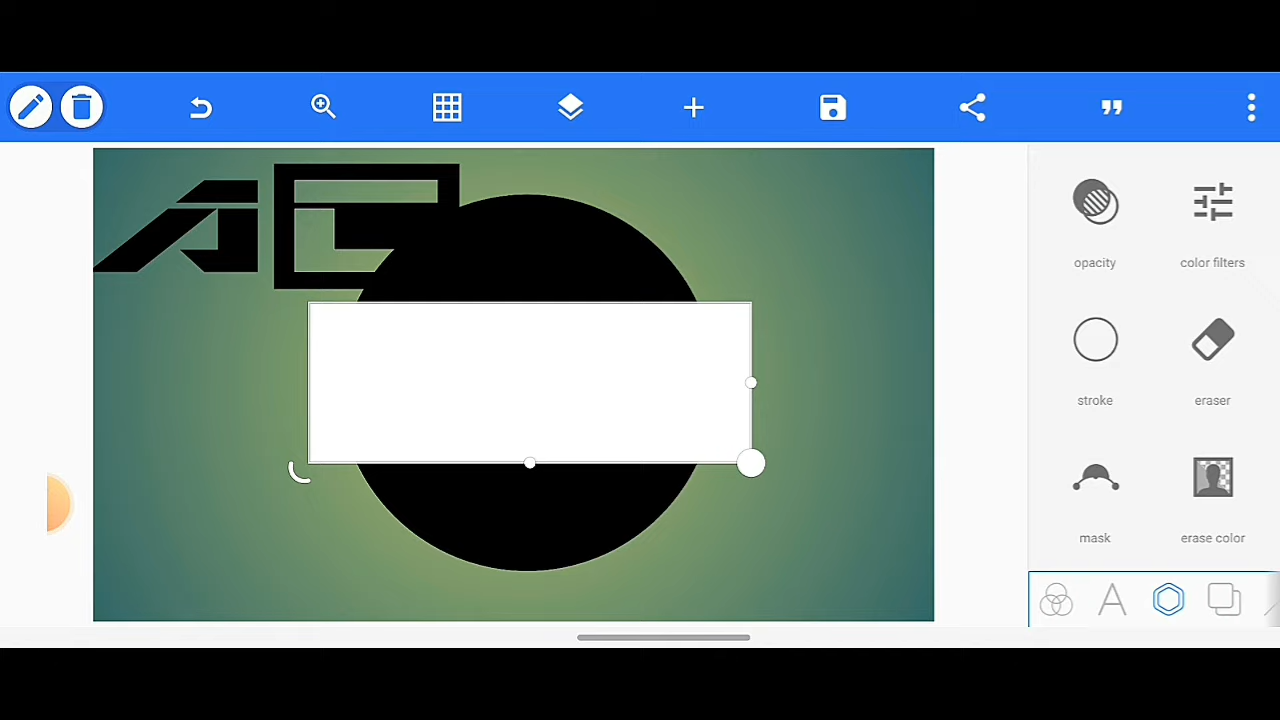 opacity
color filters
stroke
eraser
mask
erase color